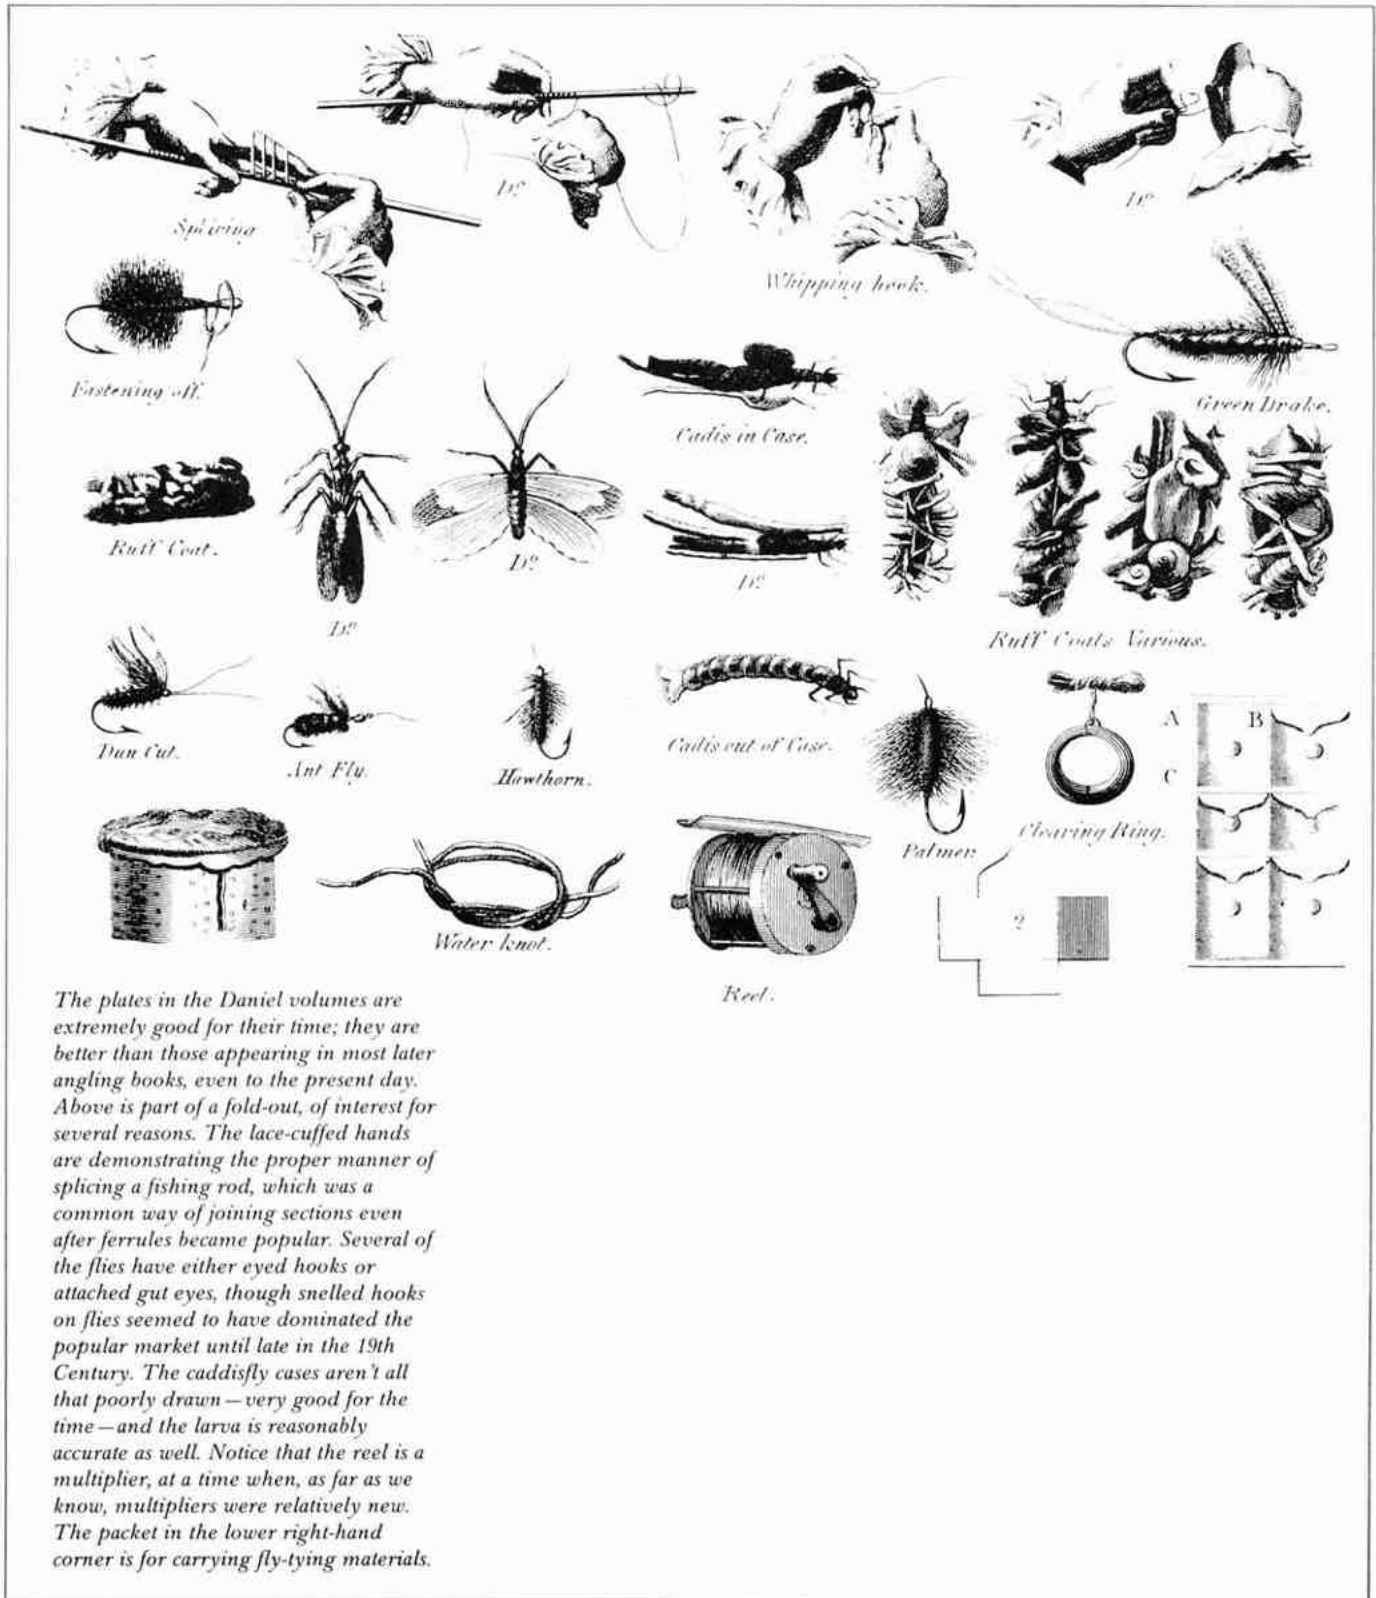 Splicing
Do
Whipping hook.
Do
Fastening off.
Cadis in Case.
Green Drake.
Ruff Coat.
Do
Do
Do
Ruff Coats Various.
Dun Cut.
Ant Fly.
Hawthorn.
Cadis out of Case.
Palmer.
Clearing Ring.
A
B
C
Water knot.
Reel.
2
The plates in the Daniel volumes are
extremely good for their time; they are
better than those appearing in most later
angling books, even to the present day.
Above is part of a fold-out, of interest for
several reasons. The lace-cuffed hands
are demonstrating the proper manner of
splicing a fishing rod, which was a
common way of joining sections even
after ferrules became popular. Several of
the flies have either eyed hooks or
attached gut eyes, though snelled hooks
on flies seemed to have dominated the
popular market until late in the 19th
Century. The caddisfly cases aren't all
that poorly drawn—very good for the
time—and the larva is reasonably
accurate as well. Notice that the reel is a
multiplier, at a time when, as far as we
know, multipliers were relatively new.
The packet in the lower right-hand
corner is for carrying fly-tying materials.